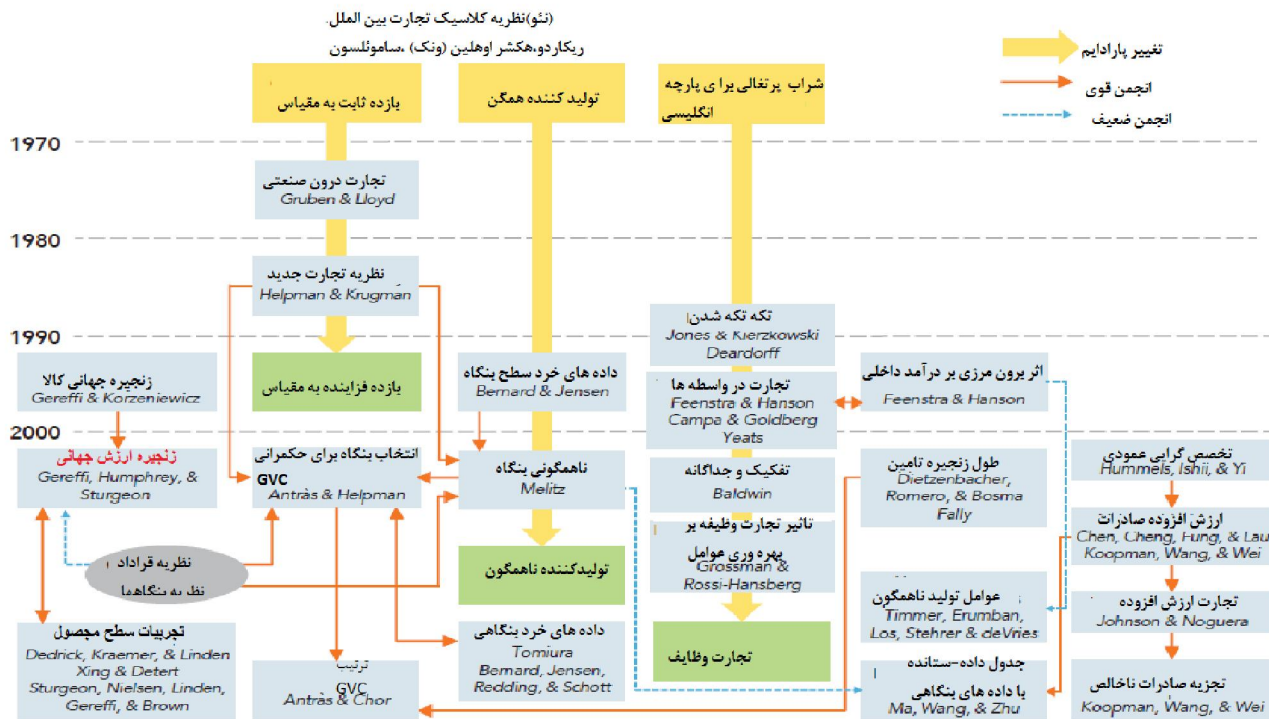 (نئو)نظریه کلاسیک تجارت بین الملل.
ریکاردو،هکشر اوهلین (ونک) ،ساموئلسون
تغییر پارادایم
انجمن قوی
انجمن ضعیف
بازده ثابت به مقیاس
تولید کننده همگن
شراب پرتغالی برای پارچه
انگلیسی
1970
تجارت درون صنعتی
Gruben & Lloyd
1980
نظریه تجارت جدید
Helpman & Krugman
تکه تکه شدن
Jones & Kierzkowski
Deardorff
1990
زنجیره جهانی کالا
Gereffi & Korzeniewicz
بازده فزاینده به مقیاس
داده های خرد سطح بنگاه
Bernard & Jensen
تجارت در واسطه ها
Feenstra & Hanson
Campa & Goldberg
Yeats
اثر برون مرزی بر درآمد داخلی
Feenstra & Hanson
2000
زنجیره ارزش جهانی
Gereffi, Humphrey, &
Sturgeon
انتخاب بنگاه برای حکمرانی
GVC
Antràs & Helpman
ناهمگونی بنگاه
Melitz
تفکیک و جداگانه
Baldwin
طول زنجیره تامین
Dietzenbacher,
Romero, & Bosma
Fally
تخصص گرایی عمودی
Hummels, Ishii, & Yi
تاثیر تجارت وظیفه بر
بهره وری عوامل
Grossman &
Rossi-Hansberg
ارزش افزوده صادرات
Chen, Cheng, Fung, & Lau
Koopman, Wang, & Wei
نظریه قراداد
نظریه بنگاهها
تولیدکننده ناهمگون
عوامل تولید ناهمگون
Timmer, Erumban,
Los, Stehrer & deVries
تجارت ارزش افزوده
Johnson & Noguera
تجربیات سطح محصول
Dedrick, Kraemer, & Linden
Xing & Detert
Sturgeon, Nielsen, Linden,
Gereffi, & Brown
ترتیب
GVC
Antràs & Chor
داده های خرد بنگاهی
Tomiura
Bernard, Jensen,
Redding, & Schott
تجارت وظایف
جدول داده-ستانده
با داده های بنگاهی
Ma, Wang, & Zhu
تجزیه صادرات ناخالص
Koopman, Wang, & Wei